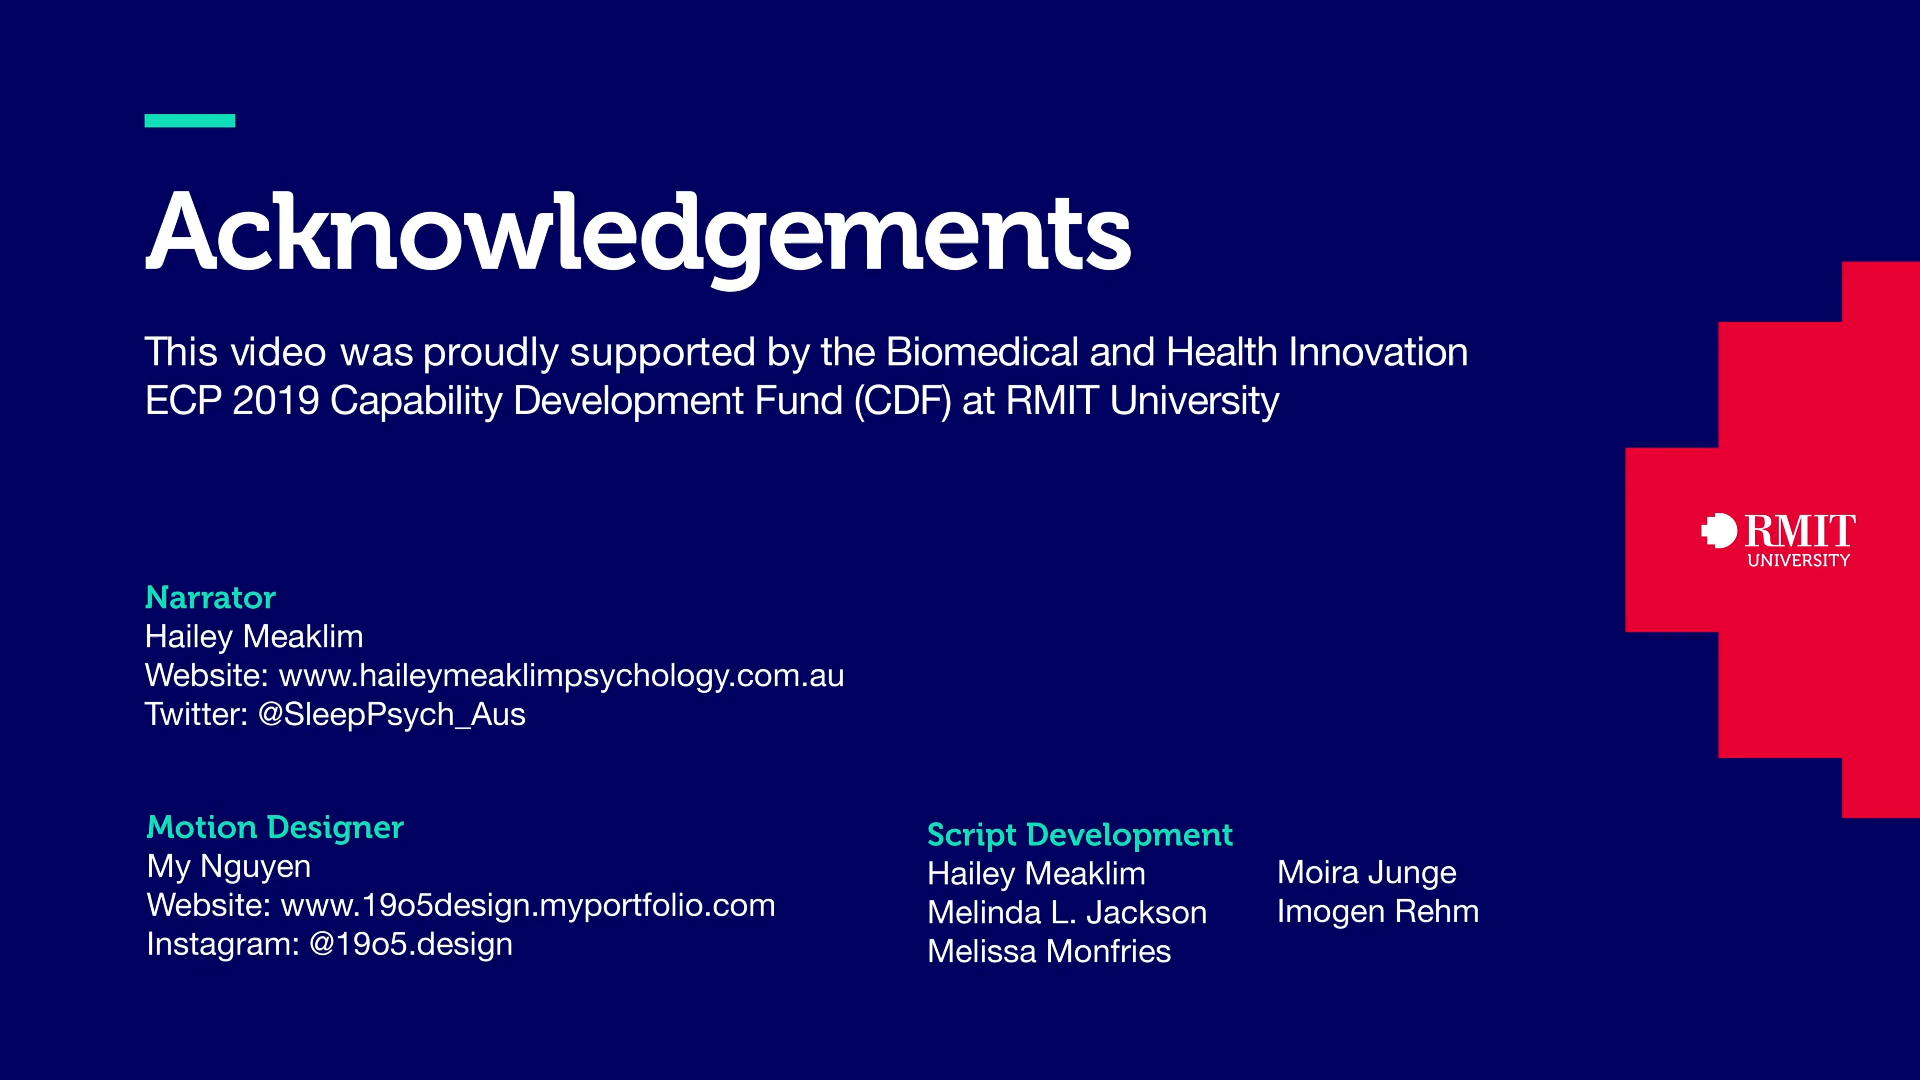 Acknowledgements
This video was proudly supported by the Biomedical and Health Innovation
ECP 2019 Capability Development Fund (CDF) at RMIT University
RMIT
UNIVERSITY
Narrator
Hailey Meaklim
Website: www.haileymeaklimpsychology.com.au
Twitter: @SleepPsych_Aus
Motion Designer
My Nguyen
Website: www.19o5design.myportfolio.com
Instagram: @19o5.design
Script Development
Hailey Meaklim
Melinda L. Jackson
Melissa Monfries
Moira Junge
Imogen Rehm